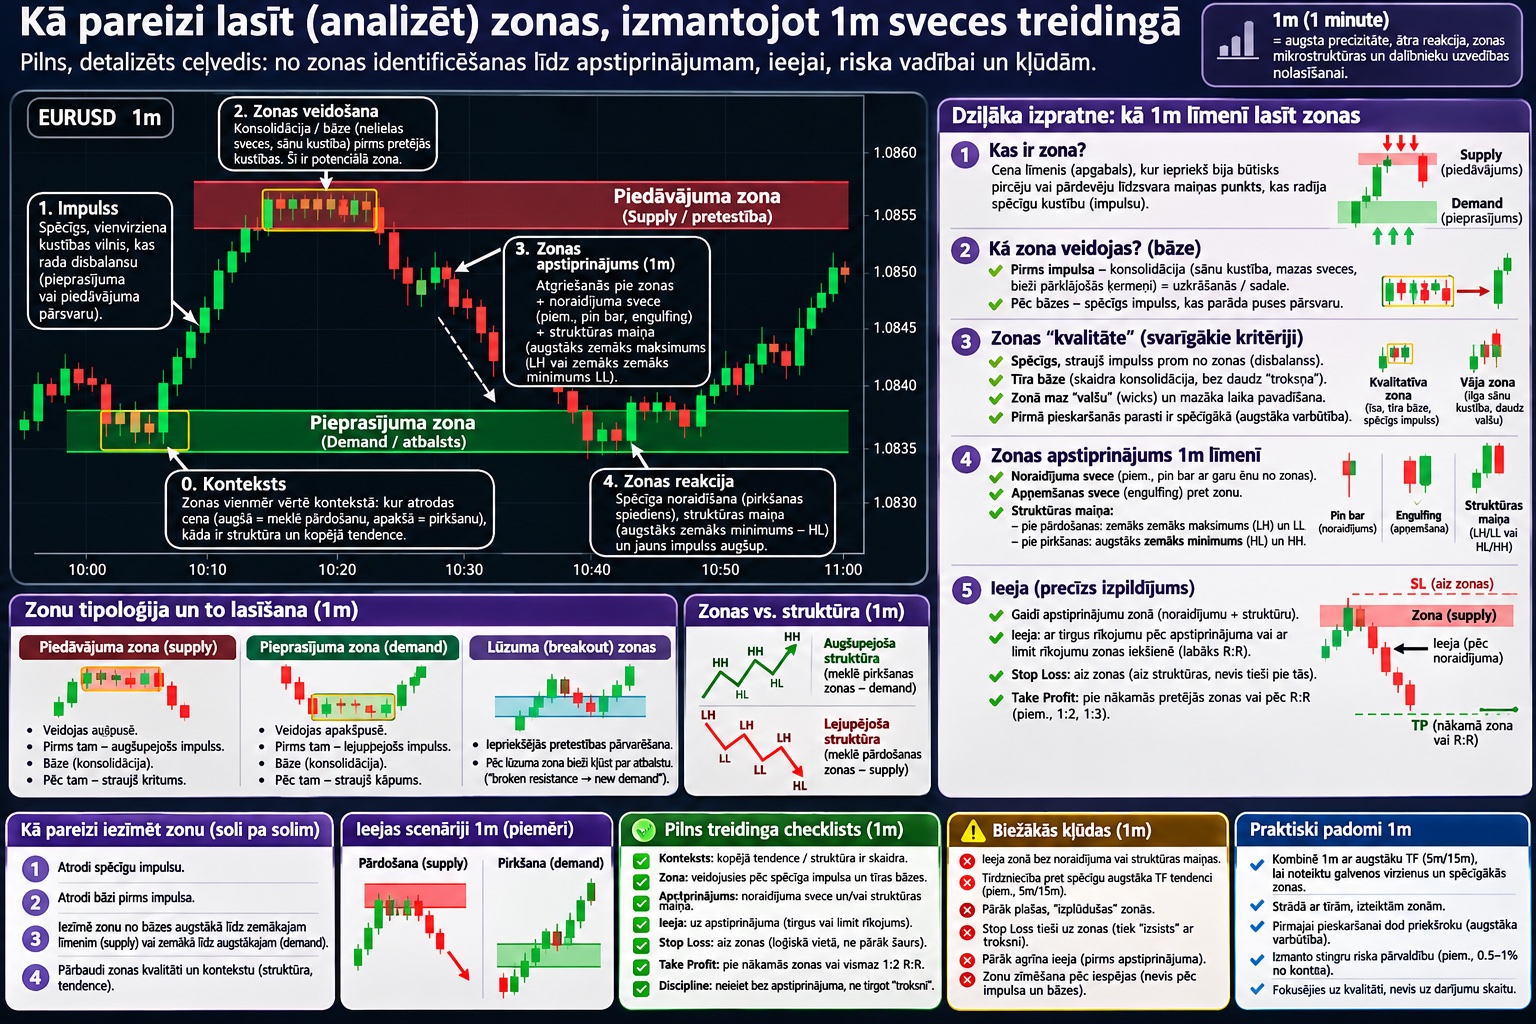 Kā pareizi lasīt (analizēt) zonas, izmantojot 1m sveces treidingā
Pilns, detalizēts ceļvedis: no zonas identificēšanas līdz apstiprinājumam, ieejai, riska vadībai un kļūdām.
1m (1 minute)
= augsta precizitāte, ātra reakcija, zonas
mikrostruktūras un dalībnieku uzvedības
nolasīšanai.
EURUSD 1m
2. Zonas veidošana
Konsolidācija / bāze (nelielas
sveces, sānu kustība) pirms pretējās
kustības. Šī ir potenciālā zona.
1. Impulss
Spēcīgs, vienvirziena
kustības vilnis, kas
rada disbalansu
(pieprasījuma
vai piedāvājuma
pārsvaru).
Piedāvājuma zona
(Supply / pretestība)
3. Zonas
apstiprinājums (1m)
Atgriešanās pie zonas
+ noraidījuma svece
(piem., pin bar, engulfing)
+ struktūras maiņa
(augstāks zemāks maksimums
(LH vai zemāks zemāks
minimums LL).
Pieprasījuma zona
(Demand / atbalsts)
0. Konteksts
Zonas vienmēr vērtē kontekstā: kur atrodas
cena (augšā = meklē pārdošanu, apakšā = pirkšanu),
kāda ir struktūra un kopējā tendence.
4. Zonas reakcija
Spēcīga noraidīšana (pirkšanas
spiediens), struktūras maiņa
(augstāks zemāks minimums – HL)
un jauns impulss augšup.
1.0860
1.0855
1.0850
1.0845
1.0840
1.0835
1.0830
10:00 10:10 10:20 10:30 10:40 10:50 11:00
Dziļāka izpratne: kā 1m līmenī lasīt zonas
1 Kas ir zona?
Cena līmenis (apgabals), kur iepriekš bija būtisks
pircēju vai pārdevēju līdzsvara maiņas punkts, kas radīja
spēcīgu kustību (impulsu).
Supply
(piedāvājums)
Demand
(pieprasījums)
2 Ká zona veidojas? (bāze)
Pirms impulsa – konsolidācija (sānu kustība, mazas sveces,
bieži pārklājošās ķermeņi) = uzkrāšanās / sadale.
Pēc bāzes – spēcīgs impulss, kas parāda puses pārsvaru.
3 Zonas “kvalitāte” (svarīgākie kritēriji)
Spēcīgs, straujš impulss prom no zonas (disbalanss).
Tīra bāze (skaidra konsolidācija, bez daudz “troksņa”).
Zonā maz “valšu” (wicks) un mazāka laika pavadīšana.
Pirmā pieskaršanās parasti ir spēcīgākā (augstāka varbūtība).
Kvalitatīva
zona
(īsa, tira bāze,
spēcīgs impulss)
Vāja zona
(ilga sānu
kustība, daudz
valšu)
4 Zonas apstiprinājums 1m līmenī
Noraidījuma svece (piem., pin bar ar garu ēnu no zonas).
Apņemšanas svece (engulfing) pret zonu.
Struktūras maiņa:
– pie pārdošanas: zemāks zemāks maksimums (LH) un LL
– pie pirkšanas: augstāks zemāks minimums (HL) un HH.
Pin bar
(noraidījums)
Engulfing
(apņemšana)
Struktūras
maiņa
(LH/LL vai
HL/HH)
5 Ieeja (precīzs izpildījums)
Gaidī apstiprinājumu zonā (noraidījumu + struktūru).
Ieeja: ar tirgus rīkojumu pēc apstiprinājuma vai ar
limit rīkojumu zonas iekšienē (labāks R:R).
Stop Loss: aiz zonas (aiz struktūras, nevis tieši pie tās).
Take Profit: pie nākamās pretējās zonas vai pēc R:R
(piem., 1:2, 1:3).
SL (aiz zonas)
Zona (supply)
Ieeja (pēc
noraidījuma)
TP (nākamā zona
vai R:R)
Zonu tipoloģija un to lasīšana (1m)
Piedāvājuma zona (supply)
Veidojas augšpusē.
Pirms tam – augšupejošs impulss.
Bāze (konsolidācija).
Pēc tam – straujš kritums.
Pieprasījuma zona (demand)
Veidojas apakšpusē.
Pirms tam – lejuppejošs impulss.
Bāze (konsolidācija).
Pēc tam – straujš kāpums.
Lūzuma (breakout) zonas
Iepriekšējās pretestības pārvarēšana.
Pēc lūzuma zona bieži kļūst par atbalstu.
(“broken resistance → new demand”).
Zonas vs. struktūra (1m)
HH
HH
HH
HL
HL
Augšupejoša
struktūra
(meklē pirkšanas
zonas – demand)
LH
LH
LH
LL
LL
HL
Lejupējoša
struktūra
(meklē pārdošanas
zonas – supply)
Kā pareizi iezīmēt zonu (soli pa solim)
1 Atrodi spēcīgu impulsu.
2 Atrodi bāzi pirms impulsa.
3 Iezīmē zonu no bāzes augstākā līdz zemākajam
līmenim (supply) vai zemākā līdz augstākajam (demand).
4 Pārbaudi zonas kvalitāti un kontekstu (struktūra,
tendence).
Ieejas scenāriji 1m (piemēri)
Pārdošana (supply)
Pirkšana (demand)
Pilns treidinga checklists (1m)
Konteksts: kopējā tendence / struktūra ir skaidra.
Zona: veidojusies pēc spēcīga impulsa un tīras bāzes.
noraidījuma svece un/vai struktūras
maiņa.
Ieeja: uz apstiprinājuma (tirgus vai limit rīkojums).
Stop Loss: aiz zonas (loģiskā vietā, ne pārāk šaurs).
Take Profit: pie nākamās zonas vai vismaz 1:2 R:R.
Discipline: neieiet bez apstiprinājuma, ne tirgot “troksni”.
Biežākās kļūdas (1m)
Ieeja zonā bez noraidījuma vai struktūras maiņas.
Tirdzniecība pret spēcīgu augstāka TF tendenci
(piem., 5m/15m).
Pārāk plašas, “izplūdušas” zonās.
Stop Loss tieši uz zonas (tiek “izsists” ar
troksni).
Pārāk agrīna ieeja (pirms apstiprinājuma).
Zonu zīmēšana pēc iespējas (nevis pēc
impulsa un bāzes).
Praktiski padomi 1m
Kombinē 1m ar augstāku TF (5m/15m),
lai noteiktu galvenos virzienus un spēcīgākās
zonas.
Strādā ar tīrām, izteiktām zonām.
Pirmajai pieskaršanai dod priekšroku (augstāka
varbūtība).
Izmanto stingru riska pārvaldību (piem., 0.5–1%
no konta).
Fokusējies uz kvalitāti, nevis uz darījumu skaitu.